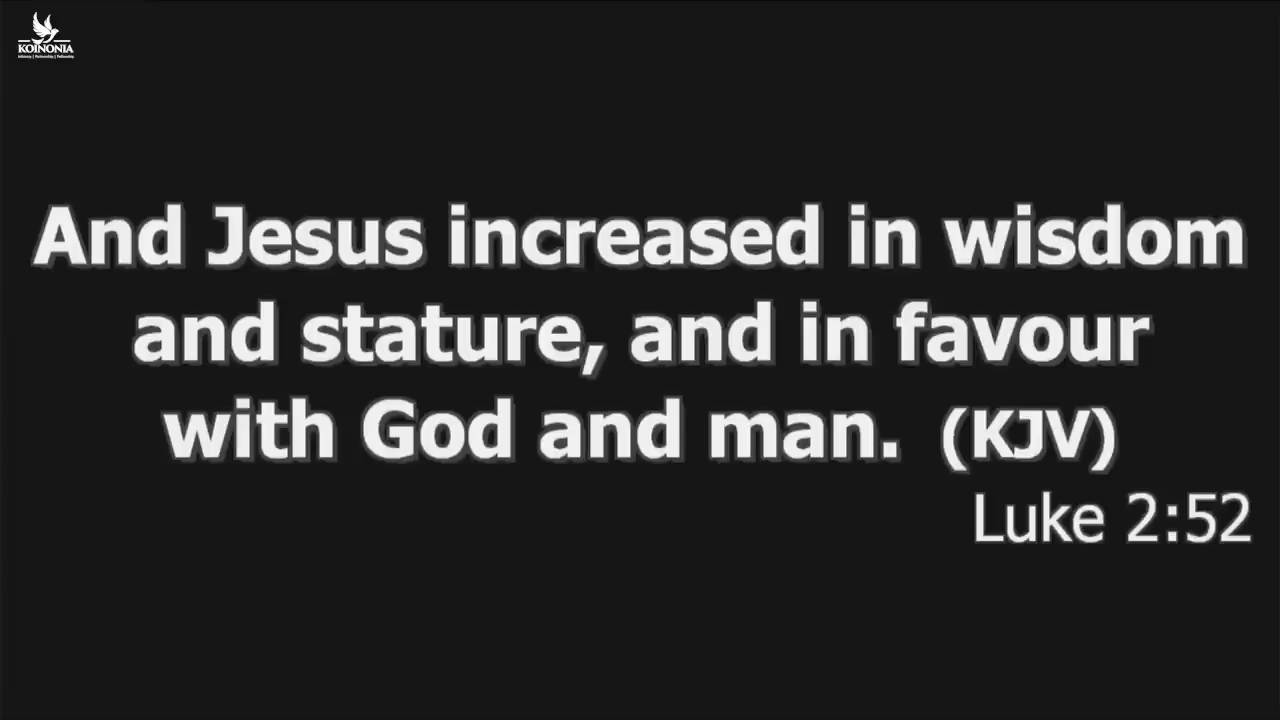 KOINONIA
And Jesus increased in wisdom
and stature, and in favour
with God and man. (KJV)
Luke 2:52